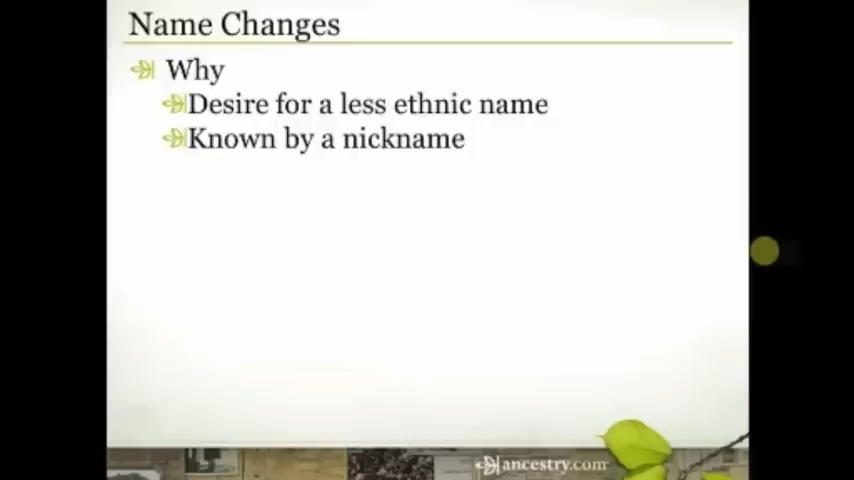 Name Changes
Why
Desire for a less ethnic name
Known by a nickname
ancestry.com